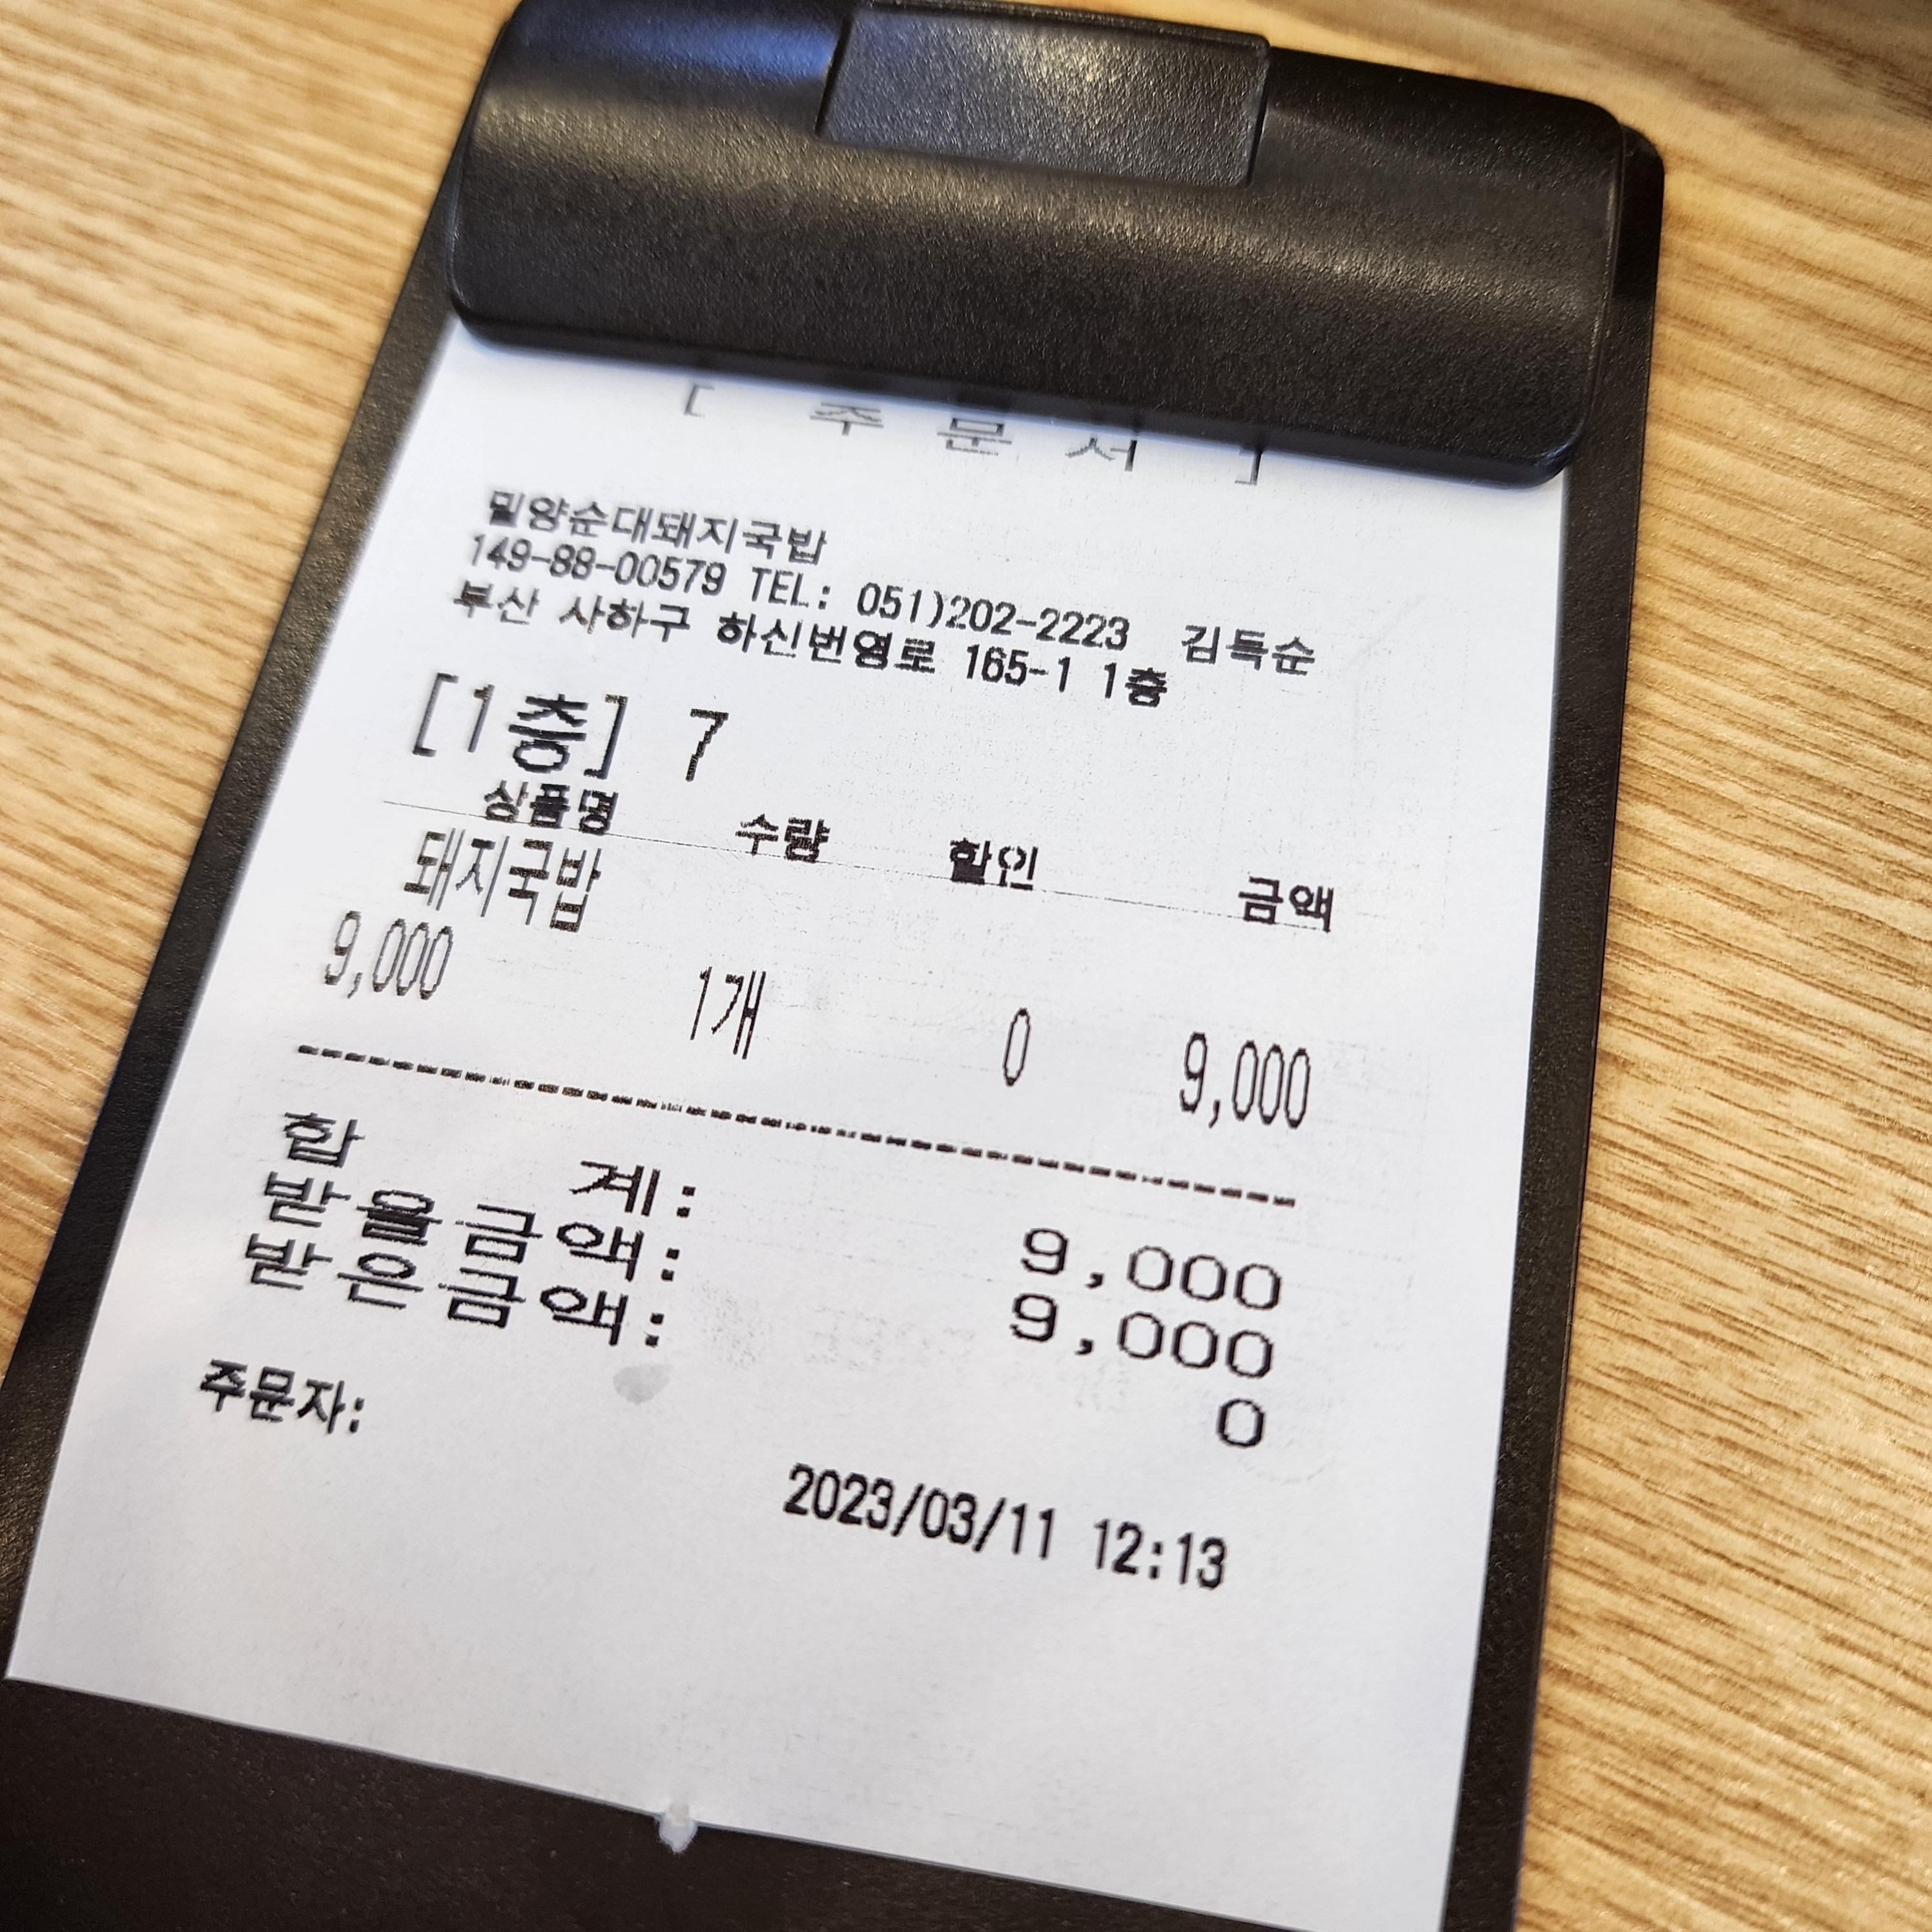 [ 주 문 서 ]
밀양순대돼지국밥
149-88-00579 TEL: 051)202-2223 김득순
부산 사하구 하신번영로 165-1 1층
[1층] 7
상품명 수량 할인 금액
돼지국밥
9,000 1개 0 9,000
합 계: 9,000
받을금액: 9,000
받은금액: 0
주문자:
2023/03/11 12:13